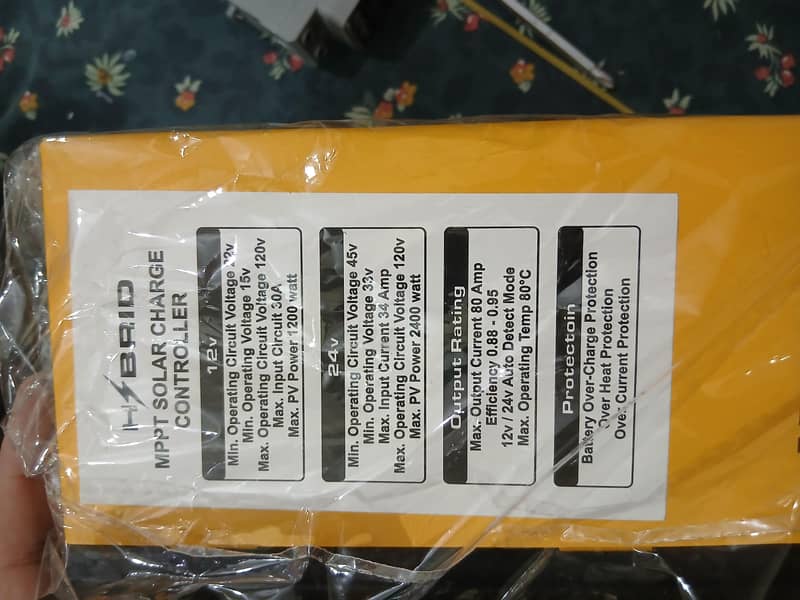 HYBRID
MPPT SOLAR CHARGE
CONTROLLER
12v
Min. Operating Circuit Voltage
Min. Operating Voltage 15v
Max. Operating Circuit Voltage 120v
Max. Input Circuit 30A
Max. PV Power 1200 watt
24v
Min. Operating Circuit Voltage 45v
Min. Operating Voltage 33v
Max. Input Current 34 Amp
Max. Operating Circuit Voltage 120v
Max. PV Power 2400 watt
Output Rating
Max. Output Current 80 Amp
Efficiency 0.88 - 0.95
12v / 24v Auto Detect Mode
Max. Operating Temp 80°C
Protectoin
Battery Over-Charge Protection
Over Heat Protection
Over Current Protection